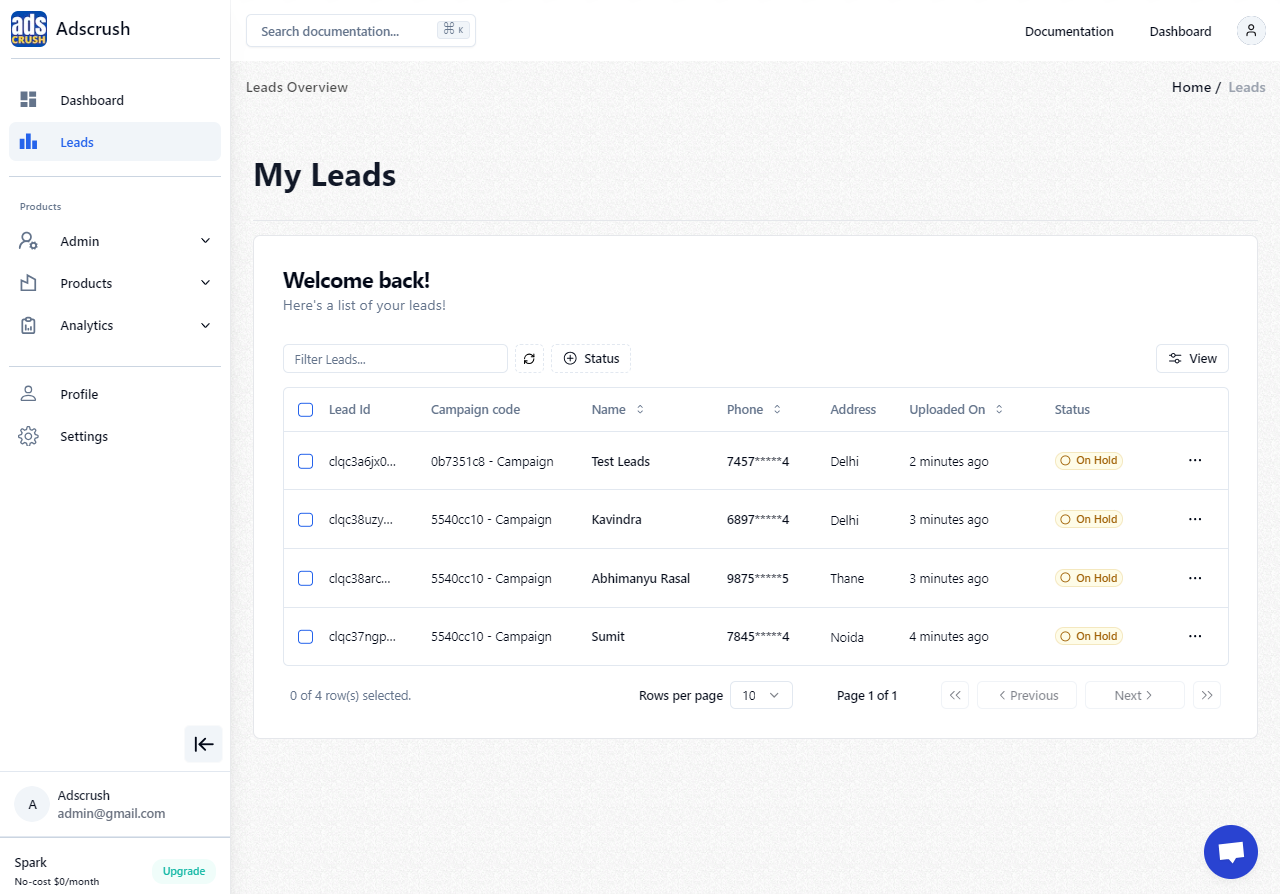 ads
CRUSH
Adscrush
Search documentation...
⌘ K
Documentation
Dashboard
Dashboard
Leads
Products
Admin
Products
Analytics
Profile
Settings
A
Adscrush
admin@gmail.com
Spark
No-cost $0/month
Upgrade
Leads Overview
Home / Leads
My Leads
Welcome back!
Here's a list of your leads!
Filter Leads...
Status
View
Lead Id Campaign code Name Phone Address Uploaded On Status
clqc3a6jx0... 0b7351c8 - Campaign Test Leads 7457*****4 Delhi 2 minutes ago On Hold ...
clqc38uzy... 5540cc10 - Campaign Kavindra 6897*****4 Delhi 3 minutes ago On Hold ...
clqc38arc... 5540cc10 - Campaign Abhimanyu Rasal 9875*****5 Thane 3 minutes ago On Hold ...
clqc37ngp... 5540cc10 - Campaign Sumit 7845*****4 Noida 4 minutes ago On Hold ...
0 of 4 row(s) selected.
Rows per page 10
Page 1 of 1
Previous
Next